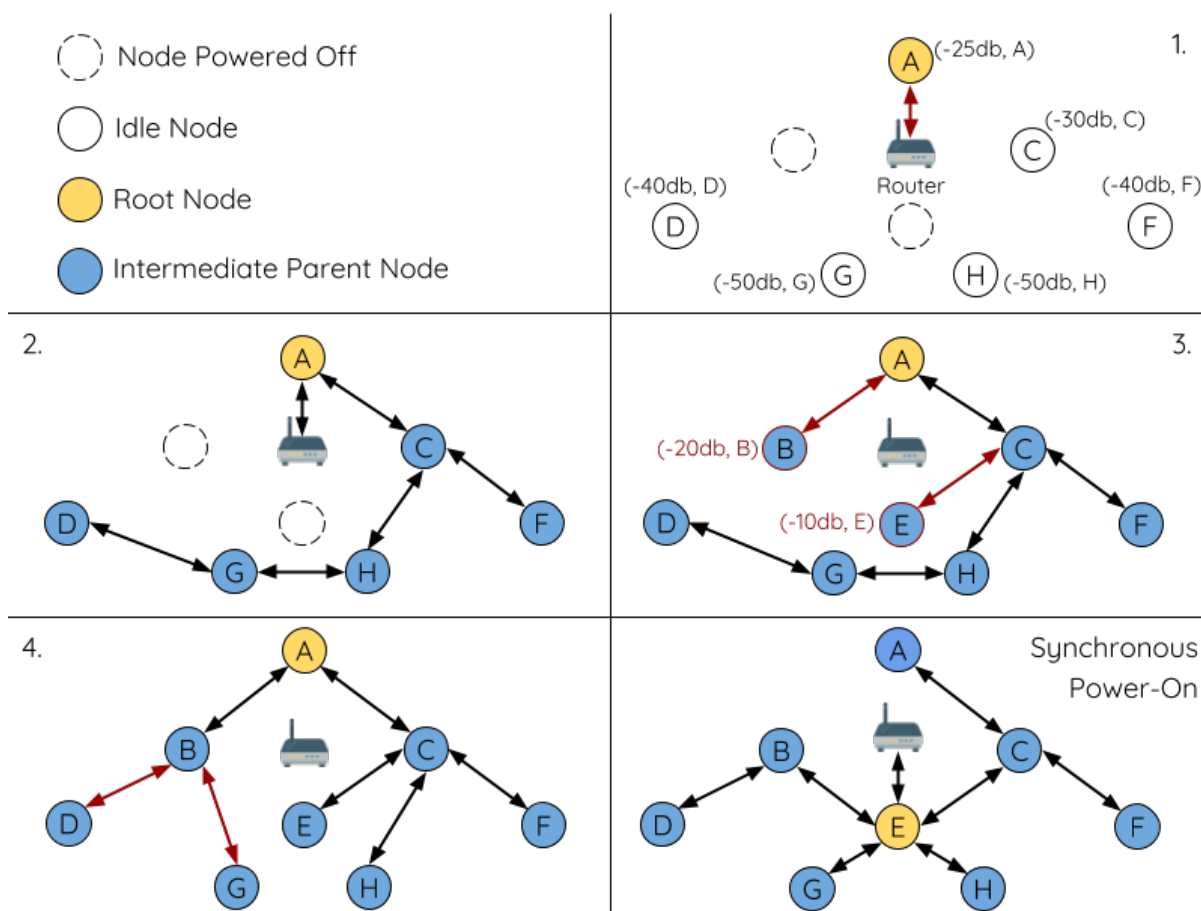 Node Powered Off
Idle Node
Root Node
Intermediate Parent Node
1.
A
(-25db, A)
(-30db, C)
C
Router
(-40db, D)
(-40db, F)
D
F
(-50db, G)
G
H
(-50db, H)
2.
A
C
D
F
G
H
3.
A
(-20db, B)
B
C
(-10db, E)
E
D
F
G
H
4.
A
B
C
D
E
F
G
H
Synchronous
Power-On
A
B
C
D
E
F
G
H